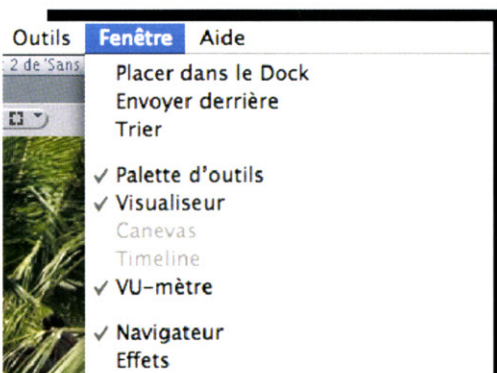 Outils Fenêtre Aide
: 2 de 'Sans
Placer dans le Dock
Envoyer derrière
Trier
✓ Palette d'outils
✓ Visualiseur
Canevas
Timeline
✓ VU-mètre
✓ Navigateur
Effets